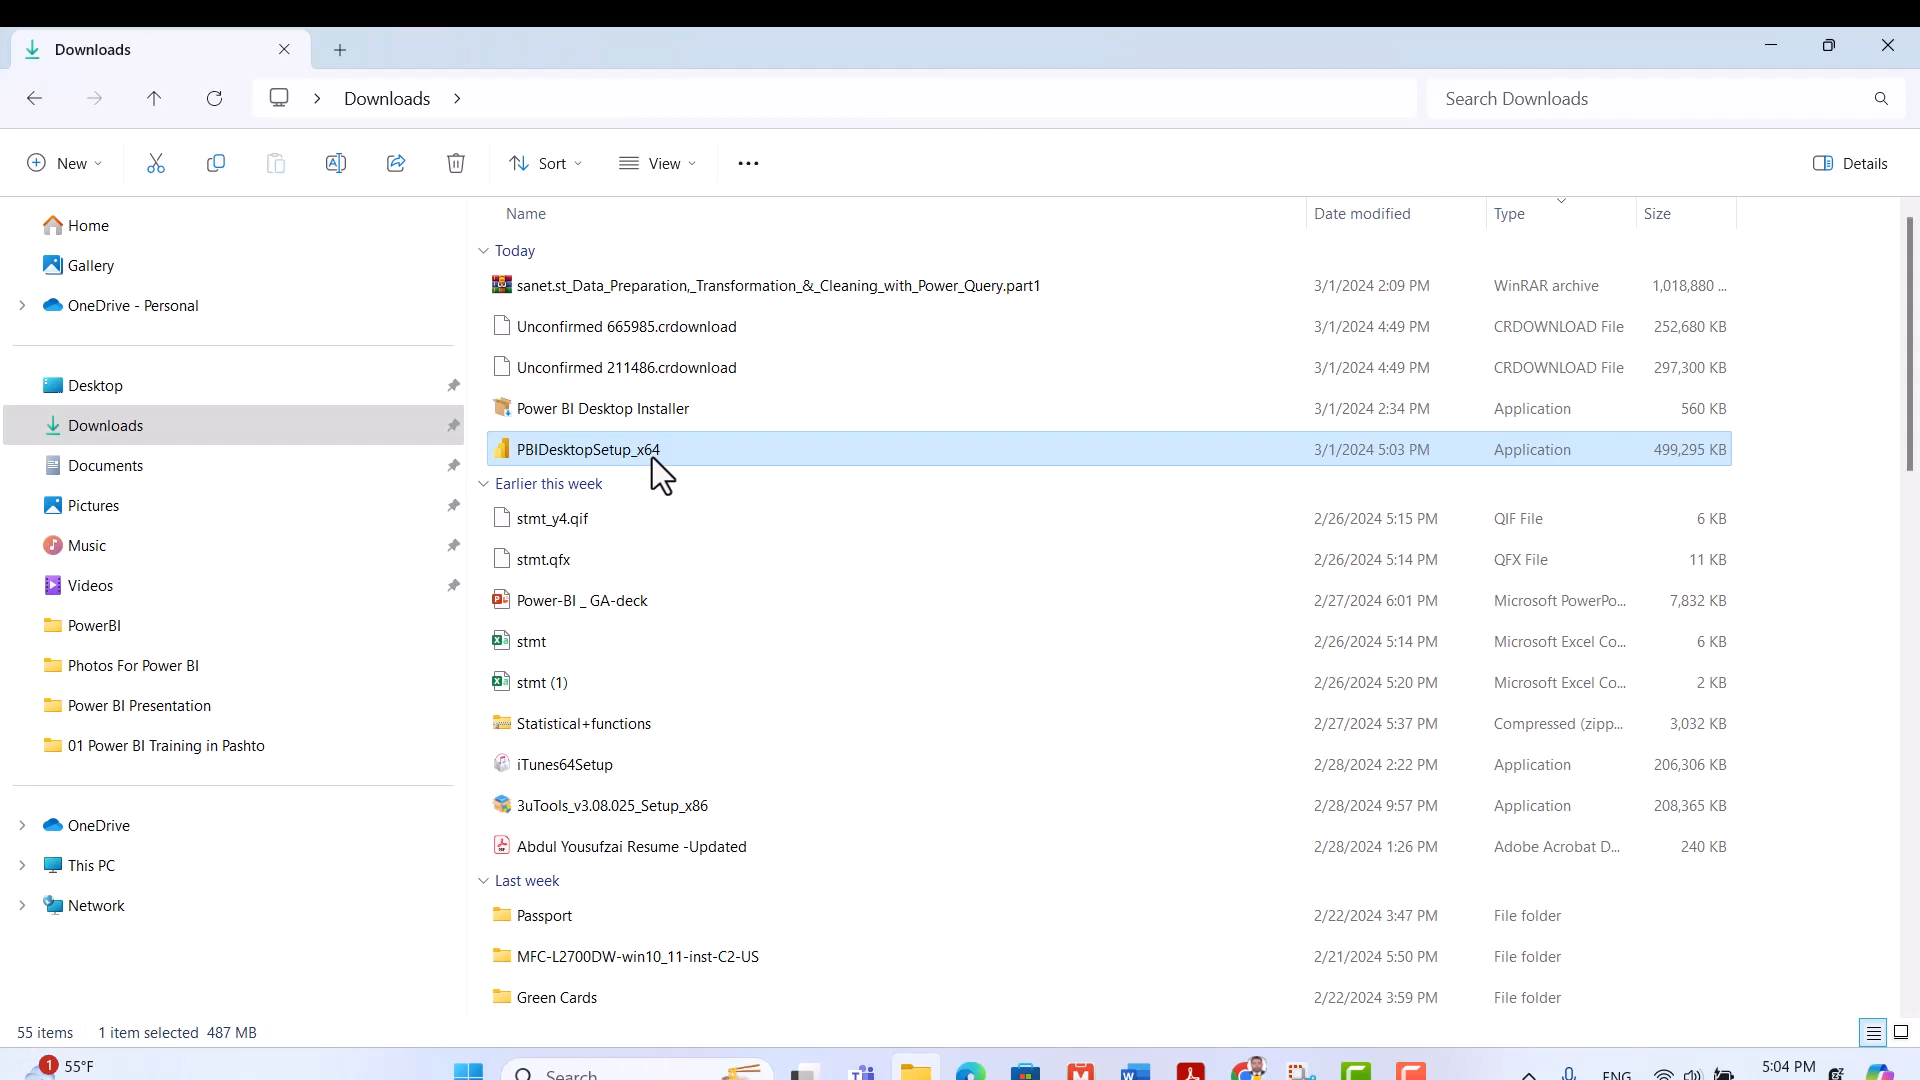 Downloads
Downloads
Search Downloads
New
Sort
View
Details
Home
Gallery
OneDrive - Personal
Desktop
Downloads
Documents
Pictures
Music
Videos
PowerBI
Photos For Power BI
Power BI Presentation
01 Power BI Training in Pashto
OneDrive
This PC
Network
Name Date modified Type Size
Today
sanet.st_Data_Preparation,_Transformation_&_Cleaning_with_Power_Query.part1 3/1/2024 2:09 PM WinRAR archive 1,018,880 ...
Unconfirmed 665985.crdownload 3/1/2024 4:49 PM CRDOWNLOAD File 252,680 KB
Unconfirmed 211486.crdownload 3/1/2024 4:49 PM CRDOWNLOAD File 297,300 KB
Power BI Desktop Installer 3/1/2024 2:34 PM Application 560 KB
PBIDesktopSetup_x64 3/1/2024 5:03 PM Application 499,295 KB
Earlier this week
stmt_y4.qif 2/26/2024 5:15 PM QIF File 6 KB
stmt.qfx 2/26/2024 5:14 PM QFX File 11 KB
Power-BI _ GA-deck 2/27/2024 6:01 PM Microsoft PowerPo... 7,832 KB
stmt 2/26/2024 5:14 PM Microsoft Excel Co... 6 KB
stmt (1) 2/26/2024 5:20 PM Microsoft Excel Co... 2 KB
Statistical+functions 2/27/2024 5:37 PM Compressed (zipp... 3,032 KB
iTunes64Setup 2/28/2024 2:22 PM Application 206,306 KB
3uTools_v3.08.025_Setup_x86 2/28/2024 9:57 PM Application 208,365 KB
Abdul Yousufzai Resume -Updated 2/28/2024 1:26 PM Adobe Acrobat D... 240 KB
Last week
Passport 2/22/2024 3:47 PM File folder
MFC-L2700DW-win10_11-inst-C2-US 2/21/2024 5:50 PM File folder
Green Cards 2/22/2024 3:59 PM File folder
55 items 1 item selected 487 MB
1 55°F Search ENG 5:04 PM